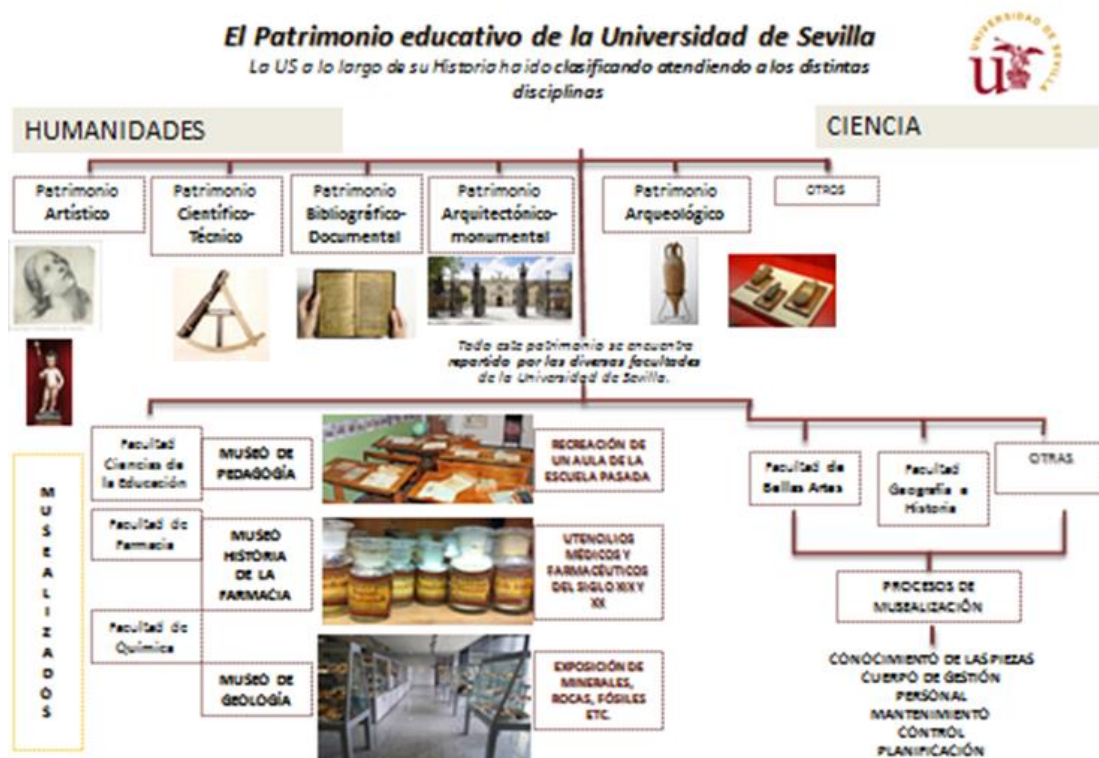 El Patrimonio educativo de la Universidad de Sevilla
La US a lo largo de su Historia ha ido clasificando atendiendo a los distintas
disciplinas
UNIVERSIDAD DE SEVILLA
HUMANIDADES
CIENCIA
Patrimonio
Artístico
Patrimonio
Científico-
Técnico
Patrimonio
Bibliográfico-
Documental
Patrimonio
Arquitectónico-
monumental
Patrimonio
Arqueológico
OTROS
Todo este patrimonio se encuentra
repartido por las diversas facultades
de la Universidad de Sevilla.
MUSEALIZADOS
Facultad
Ciencias de
la Educación
MUSEO DE
PEDAGOGÍA
RECREACIÓN DE
UN AULA DE LA
ESCUELA PASADA
Facultad de
Farmacia
MUSEO
HISTORIA
DE LA
FARMACIA
UTENCILIOS
MÉDICOS Y
FARMACÉUTICOS
DEL SIGLO XIX Y
XX
Facultad de
Química
MUSEO DE
GEOLOGÍA
EXPOSICIÓN DE
MINERALES,
ROCAS, FÓSILES
ETC.
Facultad de
Bellas Artes
Facultad
Geografía e
Historia
OTRAS
PROCESOS DE
MUSEALIZACIÓN
CONOCIMIENTO DE LAS PIEZAS
CUERPO DE GESTIÓN
PERSONAL
MANTENIMIENTO
CONTROL
PLANIFICACIÓN